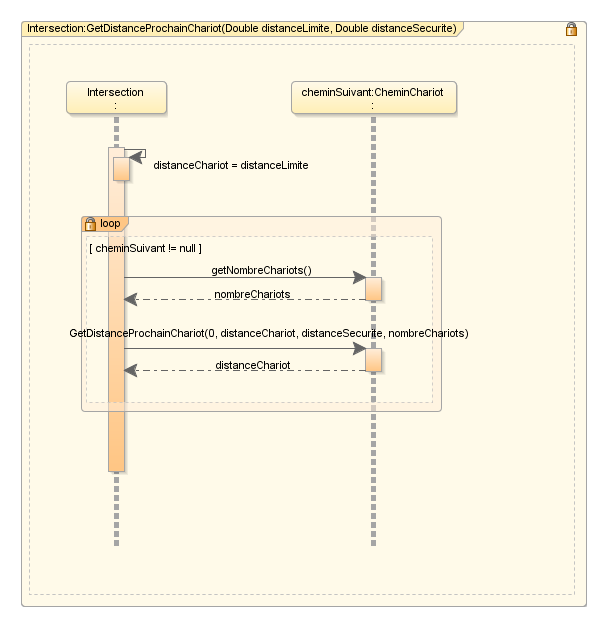 Intersection:GetDistanceProchainChariot(Double distanceLimite, Double distanceSecurite)
Intersection
:
cheminSuivant:CheminChariot
:
distanceChariot = distanceLimite
loop
[ cheminSuivant != null ]
getNombreChariots()
nombreChariots
GetDistanceProchainChariot(0, distanceChariot, distanceSecurite, nombreChariots)
distanceChariot